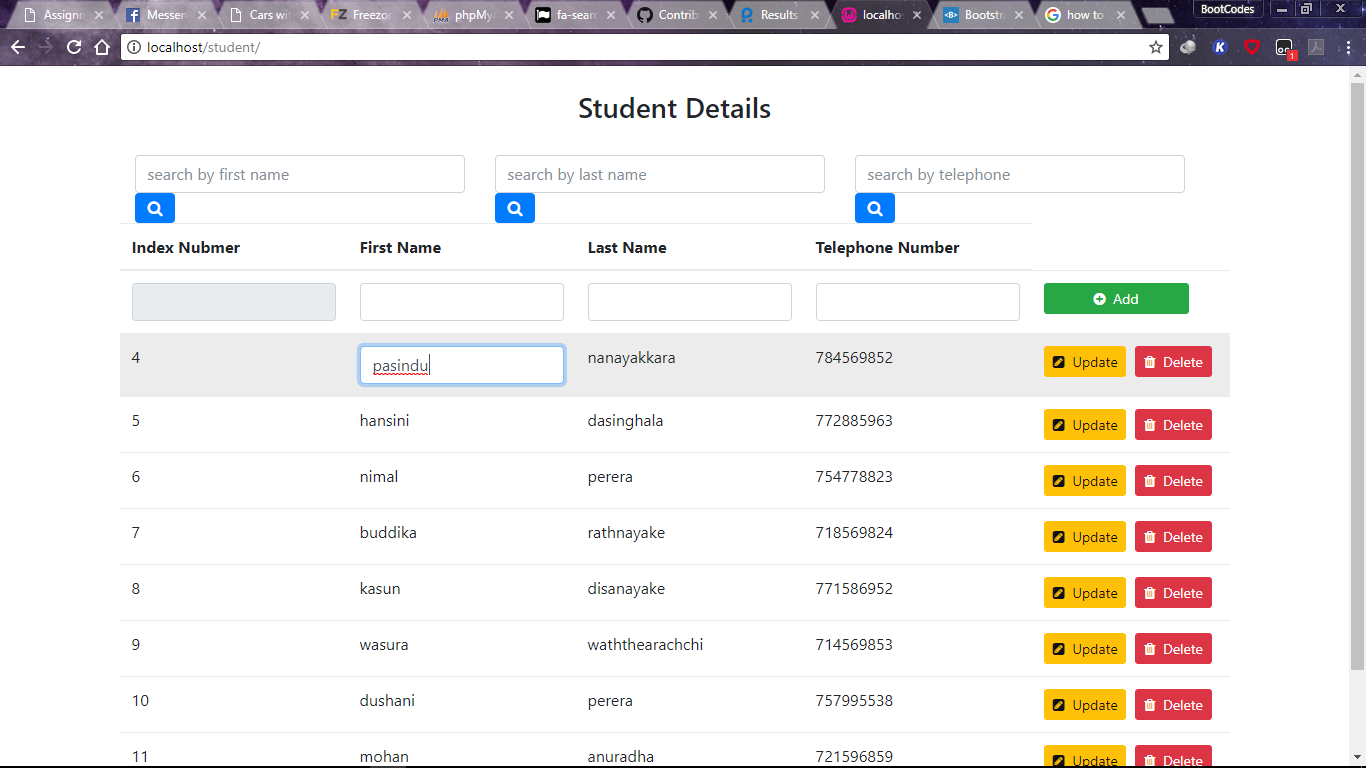 Assignm Messen Cars wi Freezor phpMy fa-sear Contrib Results localho Bootstr how to BootCodes
localhost/student/
1
Student Details
search by first name search by last name search by telephone
Index Nubmer First Name Last Name Telephone Number
Add
4 pasindu nanayakkara 784569852 Update Delete
5 hansini dasinghala 772885963 Update Delete
6 nimal perera 754778823 Update Delete
7 buddika rathnayake 718569824 Update Delete
8 kasun disanayake 771586952 Update Delete
9 wasura waththearachchi 714569853 Update Delete
10 dushani perera 757995538 Update Delete
11 mohan anuradha 721596859 Update Delete